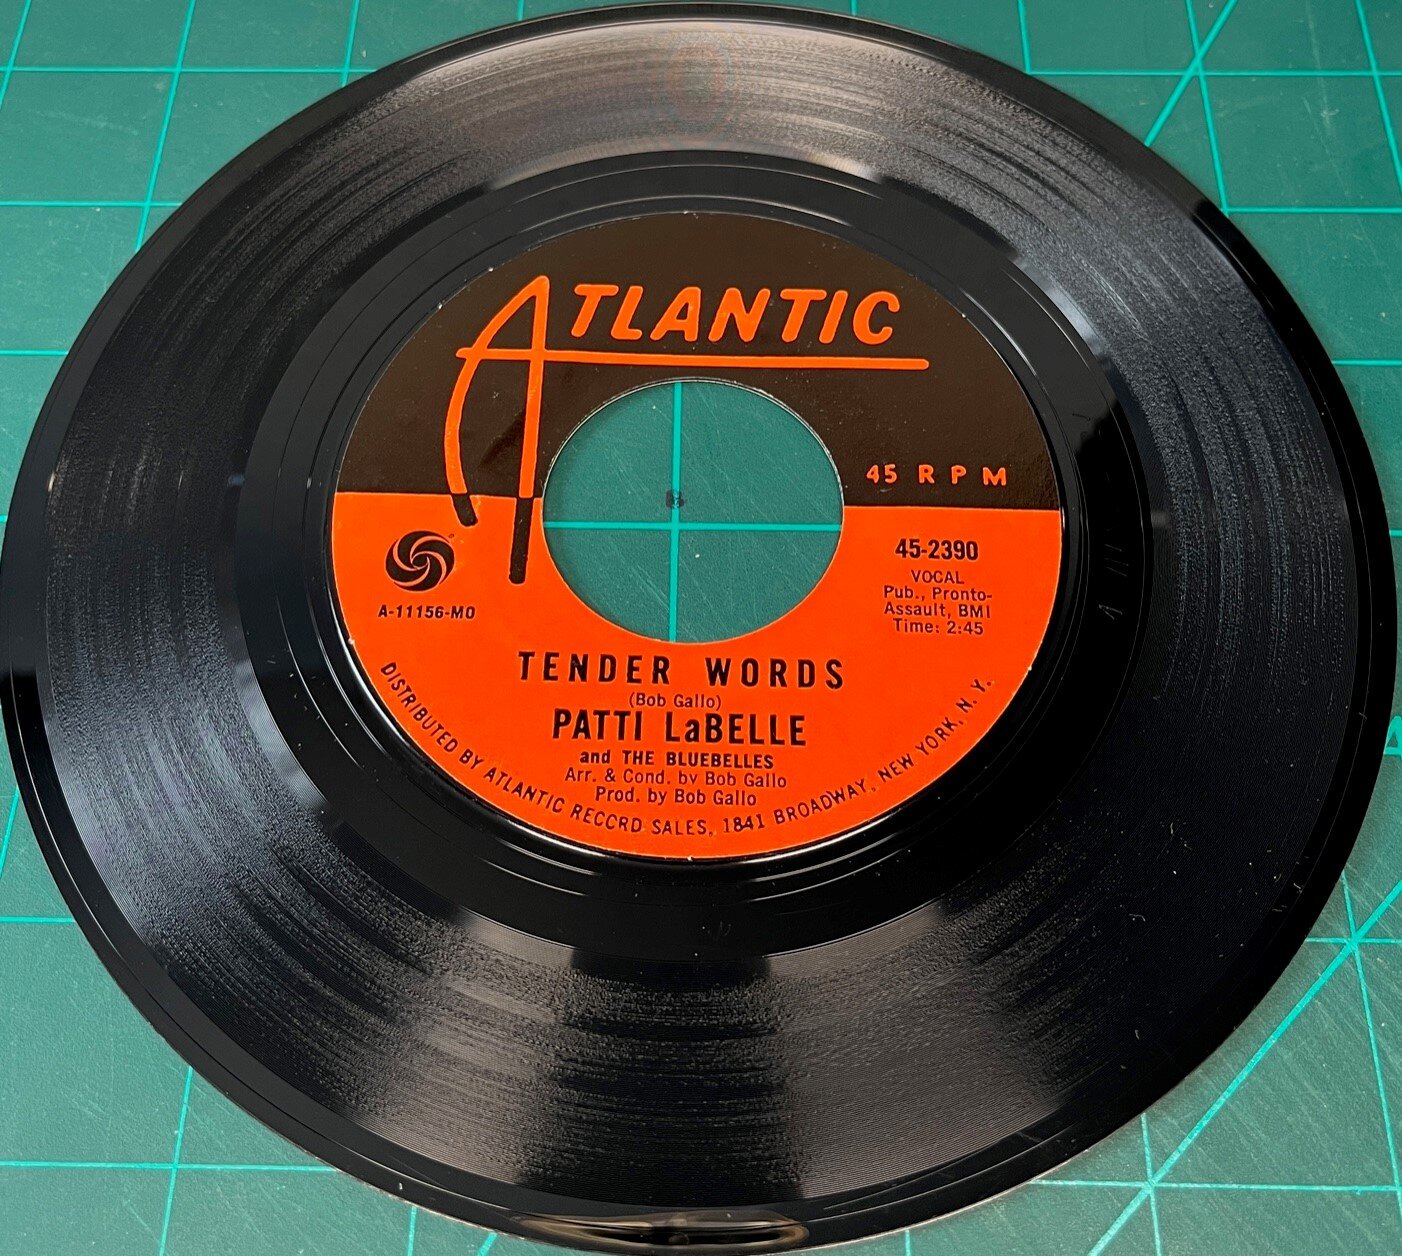 ATLANTIC
45 RPM
45-2390
VOCAL
Pub., Pronto-
Assault, BMI
Time: 2:45
A-11156-MO
TENDER WORDS
(Bob Gallo)
PATTI LaBELLE
and THE BLUEBELLES
Arr. & Cond. by Bob Gallo
Prod. by Bob Gallo
DISTRIBUTED BY ATLANTIC RECORD SALES, 1841 BROADWAY, NEW YORK, N. Y.